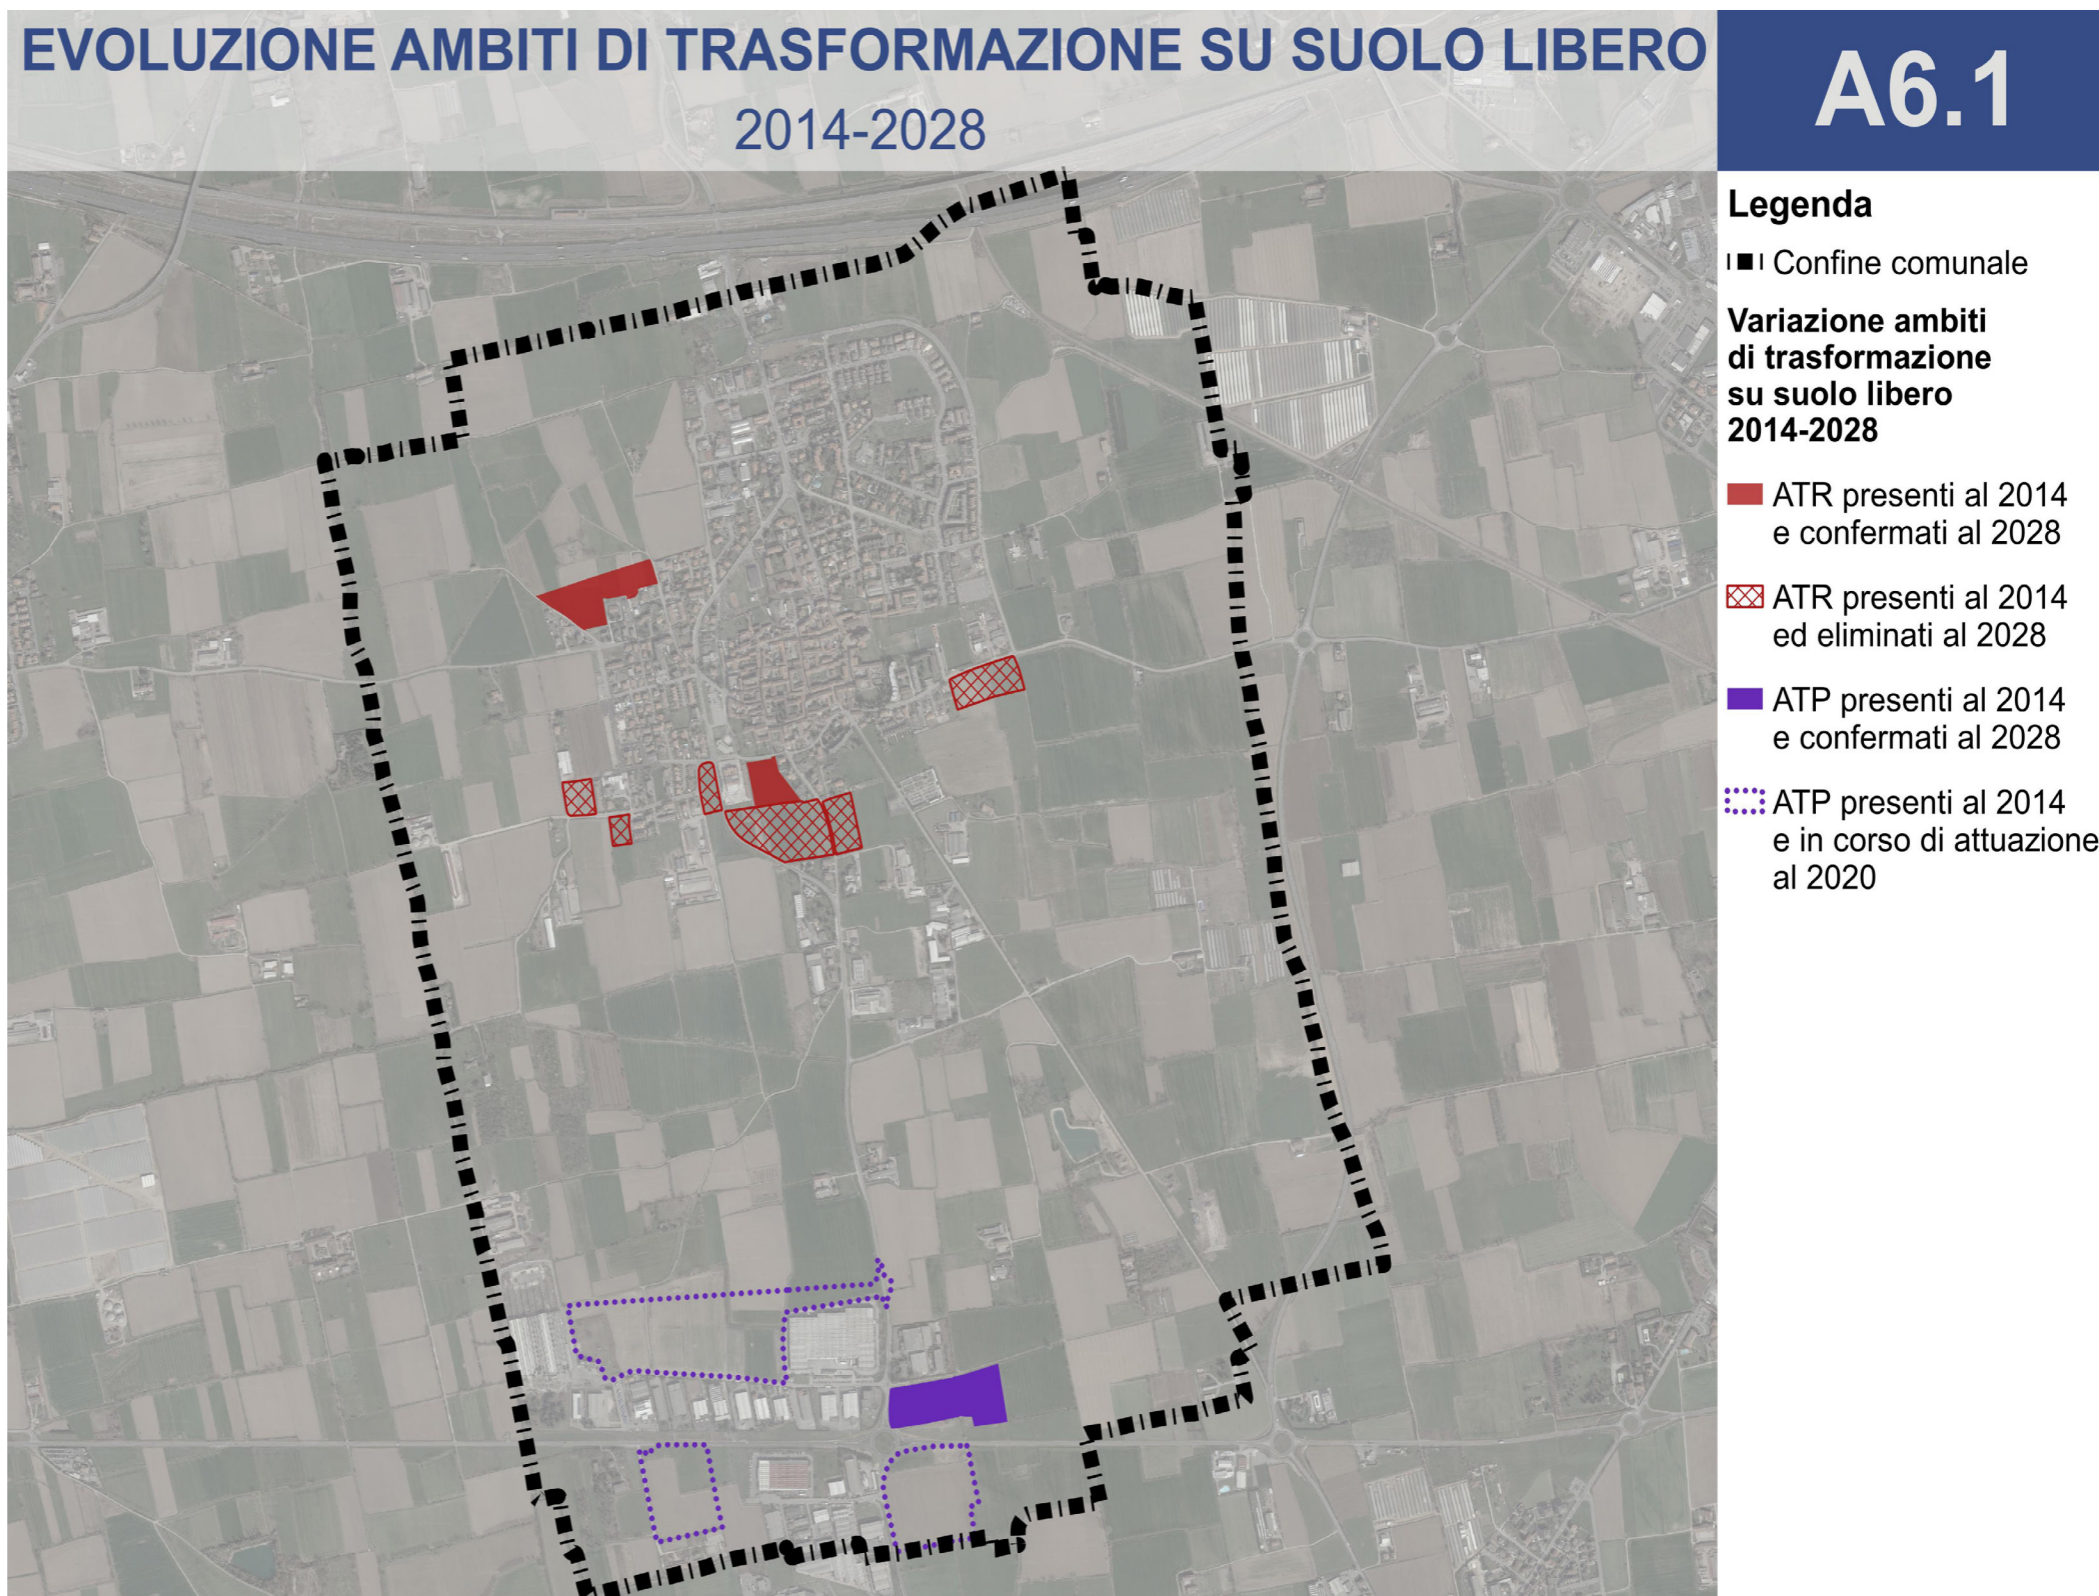 EVOLUZIONE AMBITI DI TRASFORMAZIONE SU SUOLO LIBERO
2014-2028
A6.1
Legenda
Confine comunale
Variazione ambiti
di trasformazione
su suolo libero
2014-2028
ATR presenti al 2014
e confermati al 2028
ATR presenti al 2014
ed eliminati al 2028
ATP presenti al 2014
e confermati al 2028
ATP presenti al 2014
e in corso di attuazione
al 2020